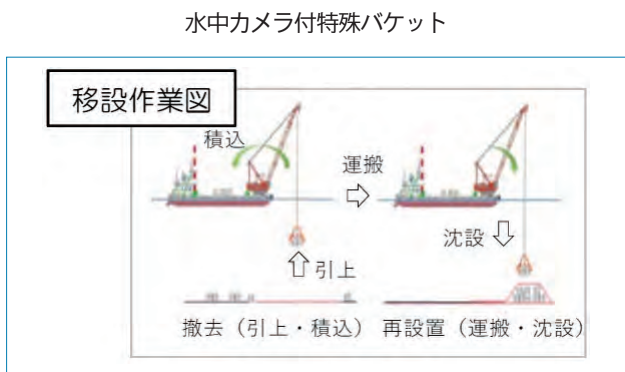 水中カメラ付特殊バケット
移設作業図
積込
運搬
沈設
引上
撤去（引上・積込）
再設置（運搬・沈設）